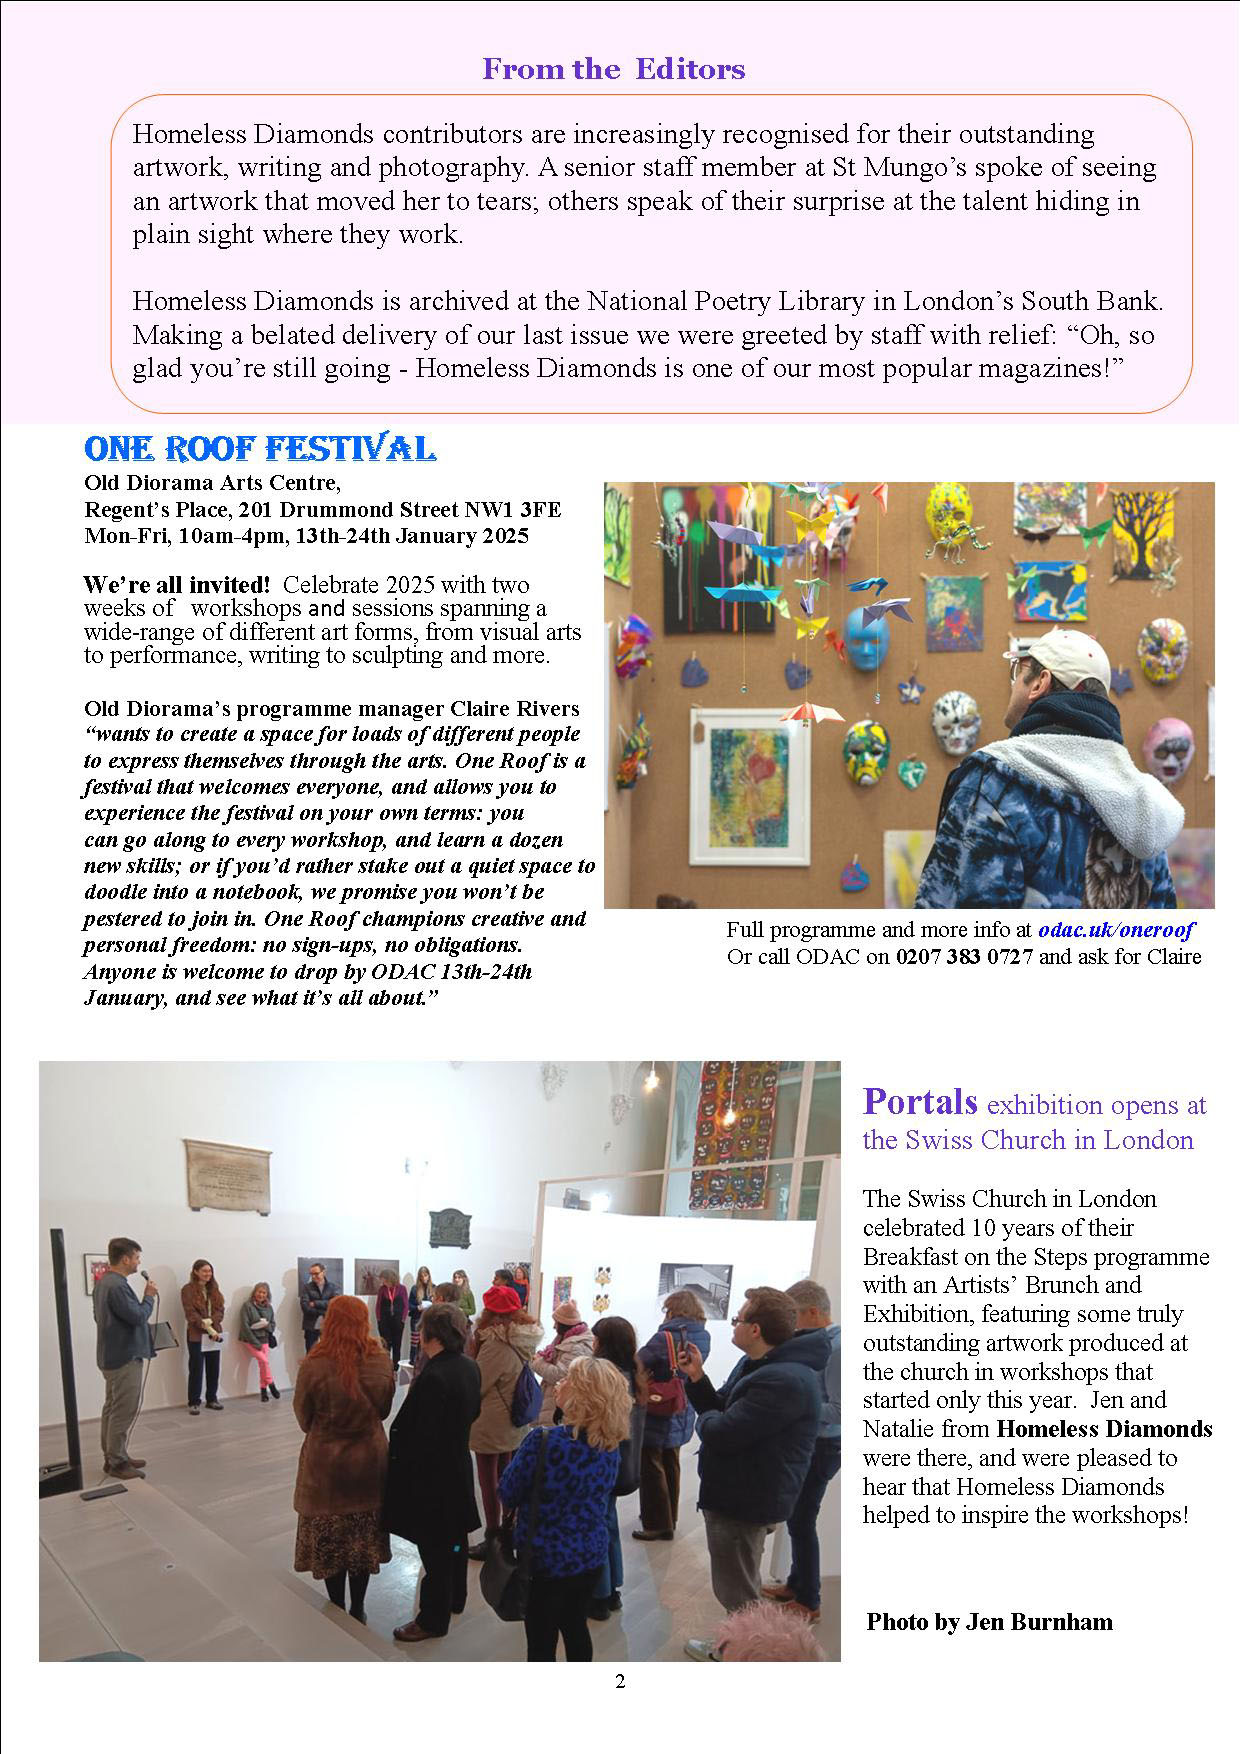 From the Editors
Homeless Diamonds contributors are increasingly recognised for their outstanding
artwork, writing and photography. A senior staff member at St Mungo’s spoke of seeing
an artwork that moved her to tears; others speak of their surprise at the talent hiding in
plain sight where they work.
Homeless Diamonds is archived at the National Poetry Library in London’s South Bank.
Making a belated delivery of our last issue we were greeted by staff with relief: “Oh, so
glad you’re still going - Homeless Diamonds is one of our most popular magazines!”
ONE ROOF FESTIVAL
Old Diorama Arts Centre,
Regent’s Place, 201 Drummond Street NW1 3FE
Mon-Fri, 10am-4pm, 13th-24th January 2025
We’re all invited! Celebrate 2025 with two
weeks of workshops and sessions spanning a
wide-range of different art forms, from visual arts
to performance, writing to sculpting and more.
Old Diorama’s programme manager Claire Rivers
“wants to create a space for loads of different people
to express themselves through the arts. One Roof is a
festival that welcomes everyone, and allows you to
experience the festival on your own terms: you
can go along to every workshop, and learn a dozen
new skills; or if you’d rather stake out a quiet space to
doodle into a notebook, we promise you won’t be
pestered to join in. One Roof champions creative and
personal freedom: no sign-ups, no obligations.
Anyone is welcome to drop by ODAC 13th-24th
January, and see what it’s all about.”
Full programme and more info at odac.uk/oneroof
Or call ODAC on 0207 383 0727 and ask for Claire
Portals exhibition opens at
the Swiss Church in London
The Swiss Church in London
celebrated 10 years of their
Breakfast on the Steps programme
with an Artists’ Brunch and
Exhibition, featuring some truly
outstanding artwork produced at
the church in workshops that
started only this year. Jen and
Natalie from Homeless Diamonds
were there, and were pleased to
hear that Homeless Diamonds
helped to inspire the workshops!
Photo by Jen Burnham
2